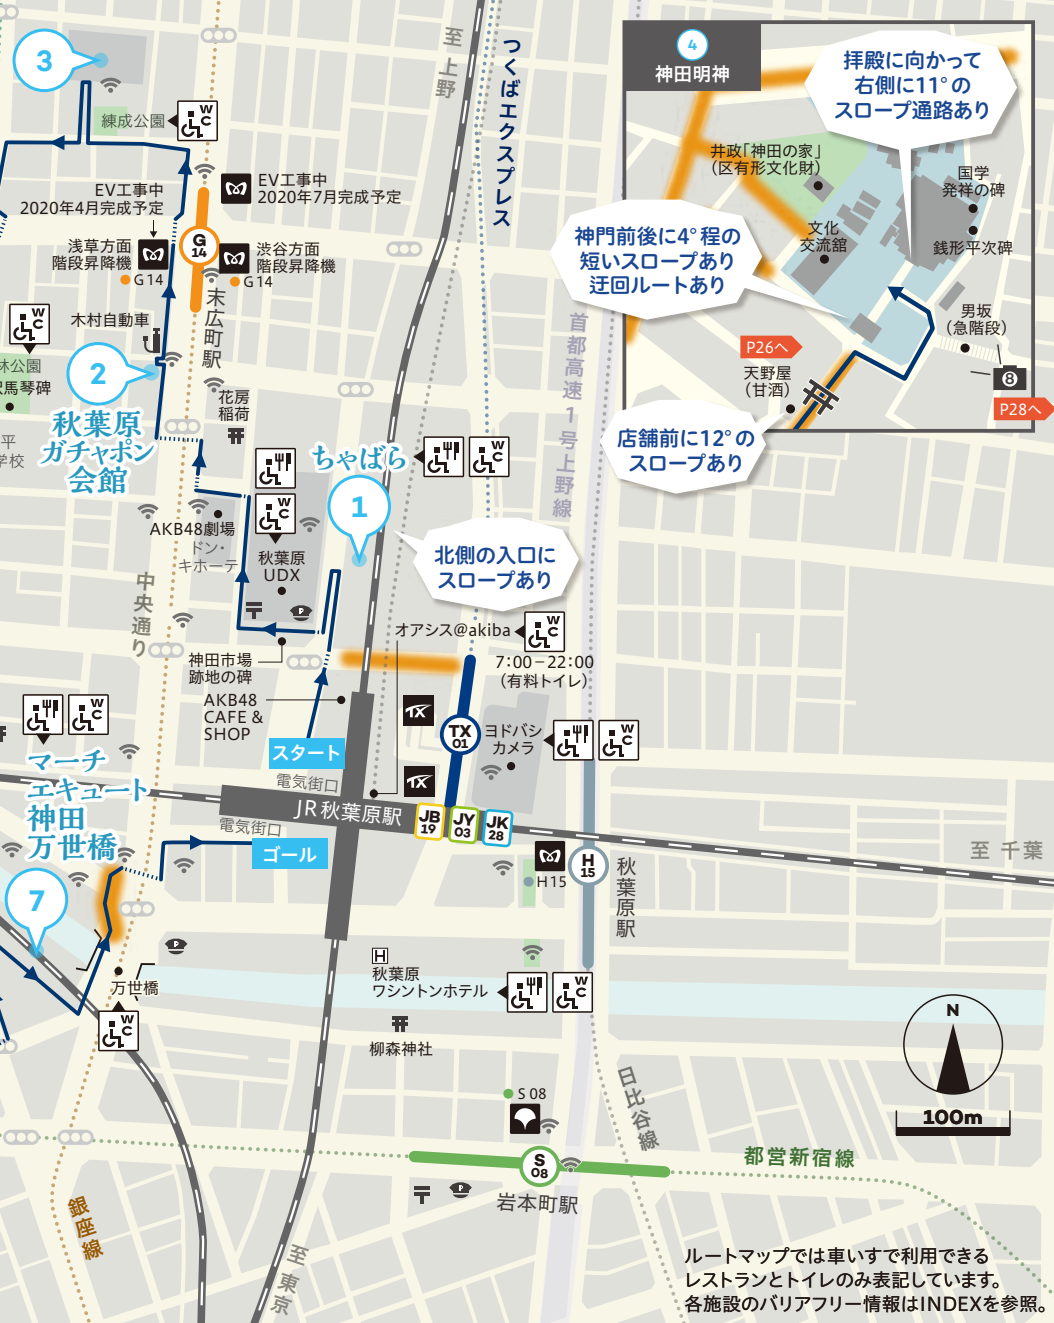 3
練成公園
WC
至上野
つくばエクスプレス
4
神田明神
拝殿に向かって
右側に11°の
スロープ通路あり
井政「神田の家」
(区有形文化財)
国学
発祥の碑
文化
交流館
銭形平次碑
神門前後に4°程の
短いスロープあり
迂回ルートあり
男坂
(急階段)
P26へ
天野屋
(甘酒)
8
P28へ
店舗前に12°の
スロープあり
EV工事中
2020年4月完成予定
EV工事中
2020年7月完成予定
浅草方面
階段昇降機
G14
G
14
渋谷方面
階段昇降機
G14
末広町駅
WC
木村自動車
林公園
馬琴碑
平
学校
2
秋葉原
ガチャポン
会館
花房
稲荷
首都高速1号上野線
ちゃばら
WC
1
WC
AKB48劇場
ドン・
キホーテ
秋葉原
UDX
北側の入口に
スロープあり
中央通り
オアシス@akiba
WC
7:00-22:00
(有料トイレ)
神田市場
跡地の碑
AKB48
CAFE &
SHOP
WC
TX
TX
01
ヨドバシ
カメラ
WC
スタート
電気街口
TX
マーチ
エキュート
神田
万世橋
JR秋葉原駅
JB
19
JY
03
JK
28
電気街口
ゴール
至 千葉
H15
H
15
秋葉原駅
7
万世橋
WC
H
秋葉原
ワシントンホテル
WC
柳森神社
N
100m
日比谷線
S 08
S
08
岩本町駅
都営新宿線
銀座線
至東京
ルートマップでは車いすで利用できる
レストランとトイレのみ表記しています。
各施設のバリアフリー情報はINDEXを参照。